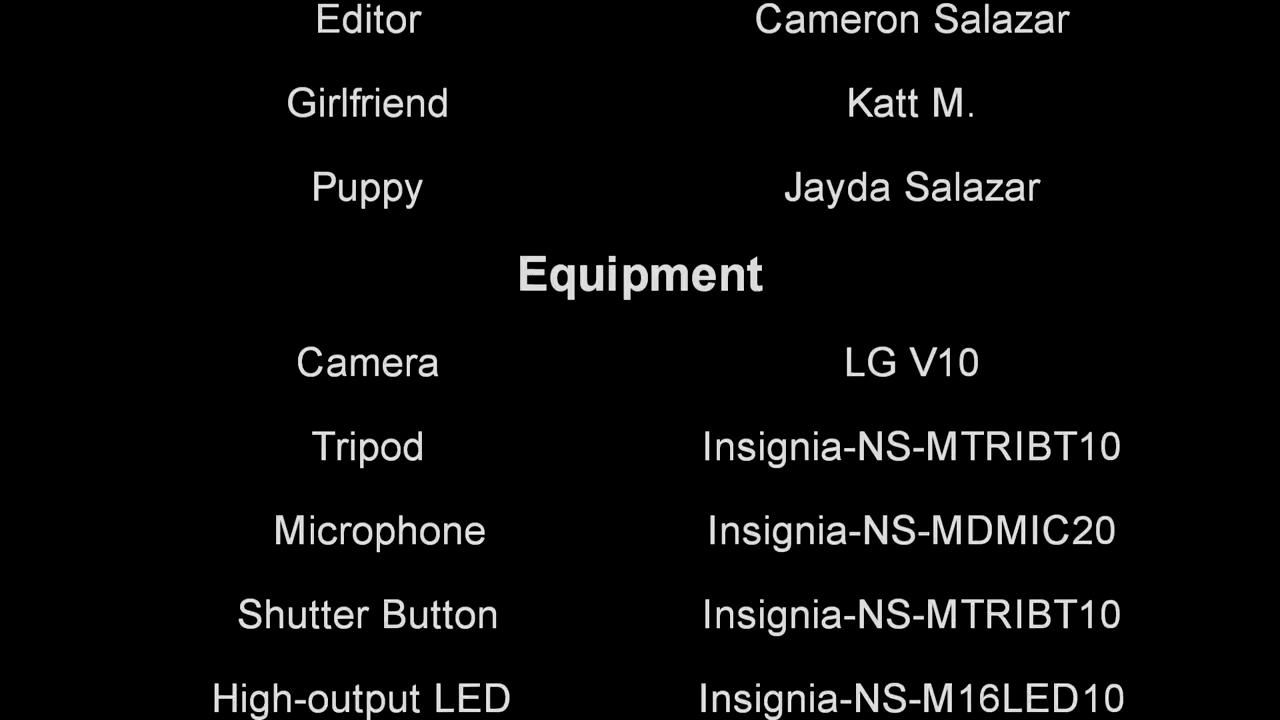 Editor Cameron Salazar
Girlfriend Katt M.
Puppy Jayda Salazar
Equipment
Camera LG V10
Tripod Insignia-NS-MTRIBT10
Microphone Insignia-NS-MDMIC20
Shutter Button Insignia-NS-MTRIBT10
High-output LED Insignia-NS-M16LED10